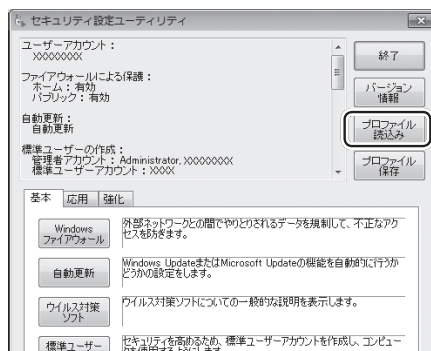 セキュリティ設定ユーティリティ
ユーザーアカウント：
XXXXXXXX
ファイアウォールによる保護：
ホーム：有効
パブリック：有効
自動更新：
自動更新
標準ユーザーの作成：
管理者アカウント：Administrator, XXXXXXXX
標準ユーザーアカウント：XXXX
終了
バージョン
情報
プロファイル
読込み
プロファイル
保存
基本 応用 強化
Windows
ファイアウォール
外部ネットワークとの間でやりとりされるデータを規制して、不正なアク
セスを防ぎます。
自動更新
Windows UpdateまたはMicrosoft Updateの機能を自動的に行うか
どうかの設定をします。
ウイルス対策
ソフト
ウイルス対策ソフトについての一般的な説明を表示します。
標準ユーザー
セキュリティを高めるため、標準ユーザーアカウントを作成し、コンピュー
タを使用するようにします。